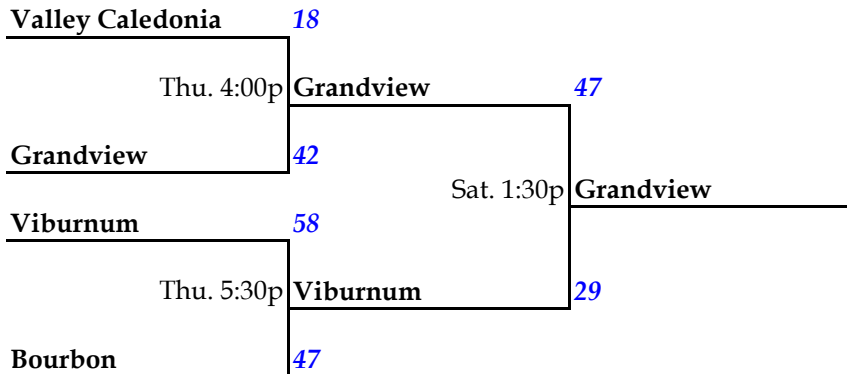 Valley Caledonia 18
Thu. 4:00p Grandview 47
Grandview 42
Sat. 1:30p Grandview
Viburnum 58
Thu. 5:30p Viburnum 29
Bourbon 47